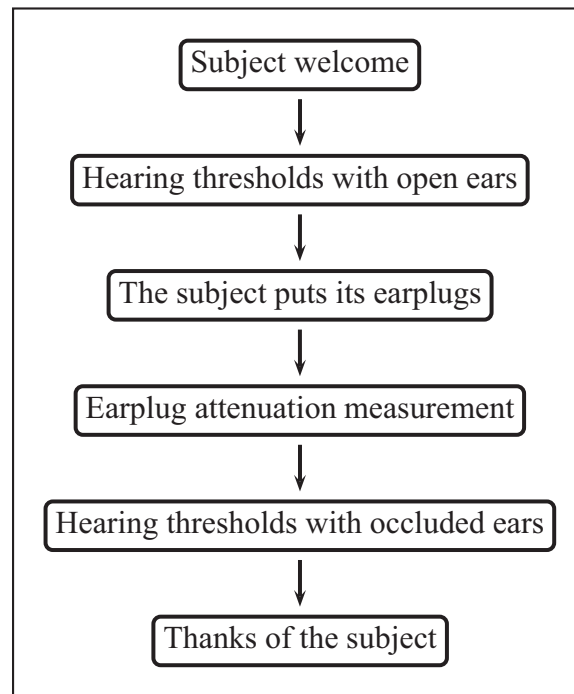 Subject welcome
Hearing thresholds with open ears
The subject puts its earplugs
Earplug attenuation measurement
Hearing thresholds with occluded ears
Thanks of the subject